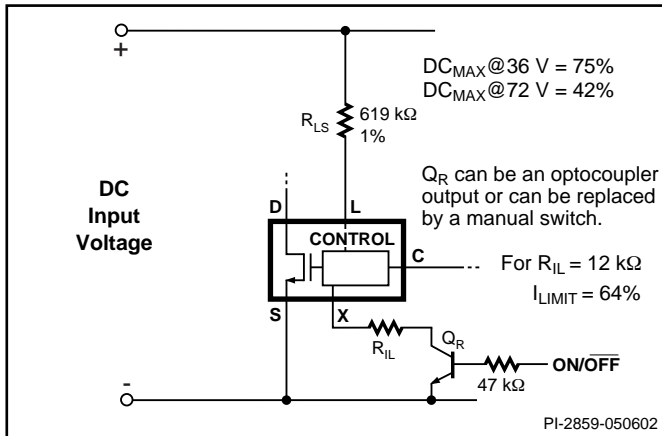 +
DC_MAX@36 V = 75%
DC_MAX@72 V = 42%
R_LS
619 kΩ
1%
Q_R can be an optocoupler
output or can be replaced
by a manual switch.
DC
Input
Voltage
D
L
CONTROL
C
For R_IL = 12 kΩ
I_LIMIT = 64%
S
X
R_IL
Q_R
47 kΩ
ON/O̅F̅F̅
-
PI-2859-050602